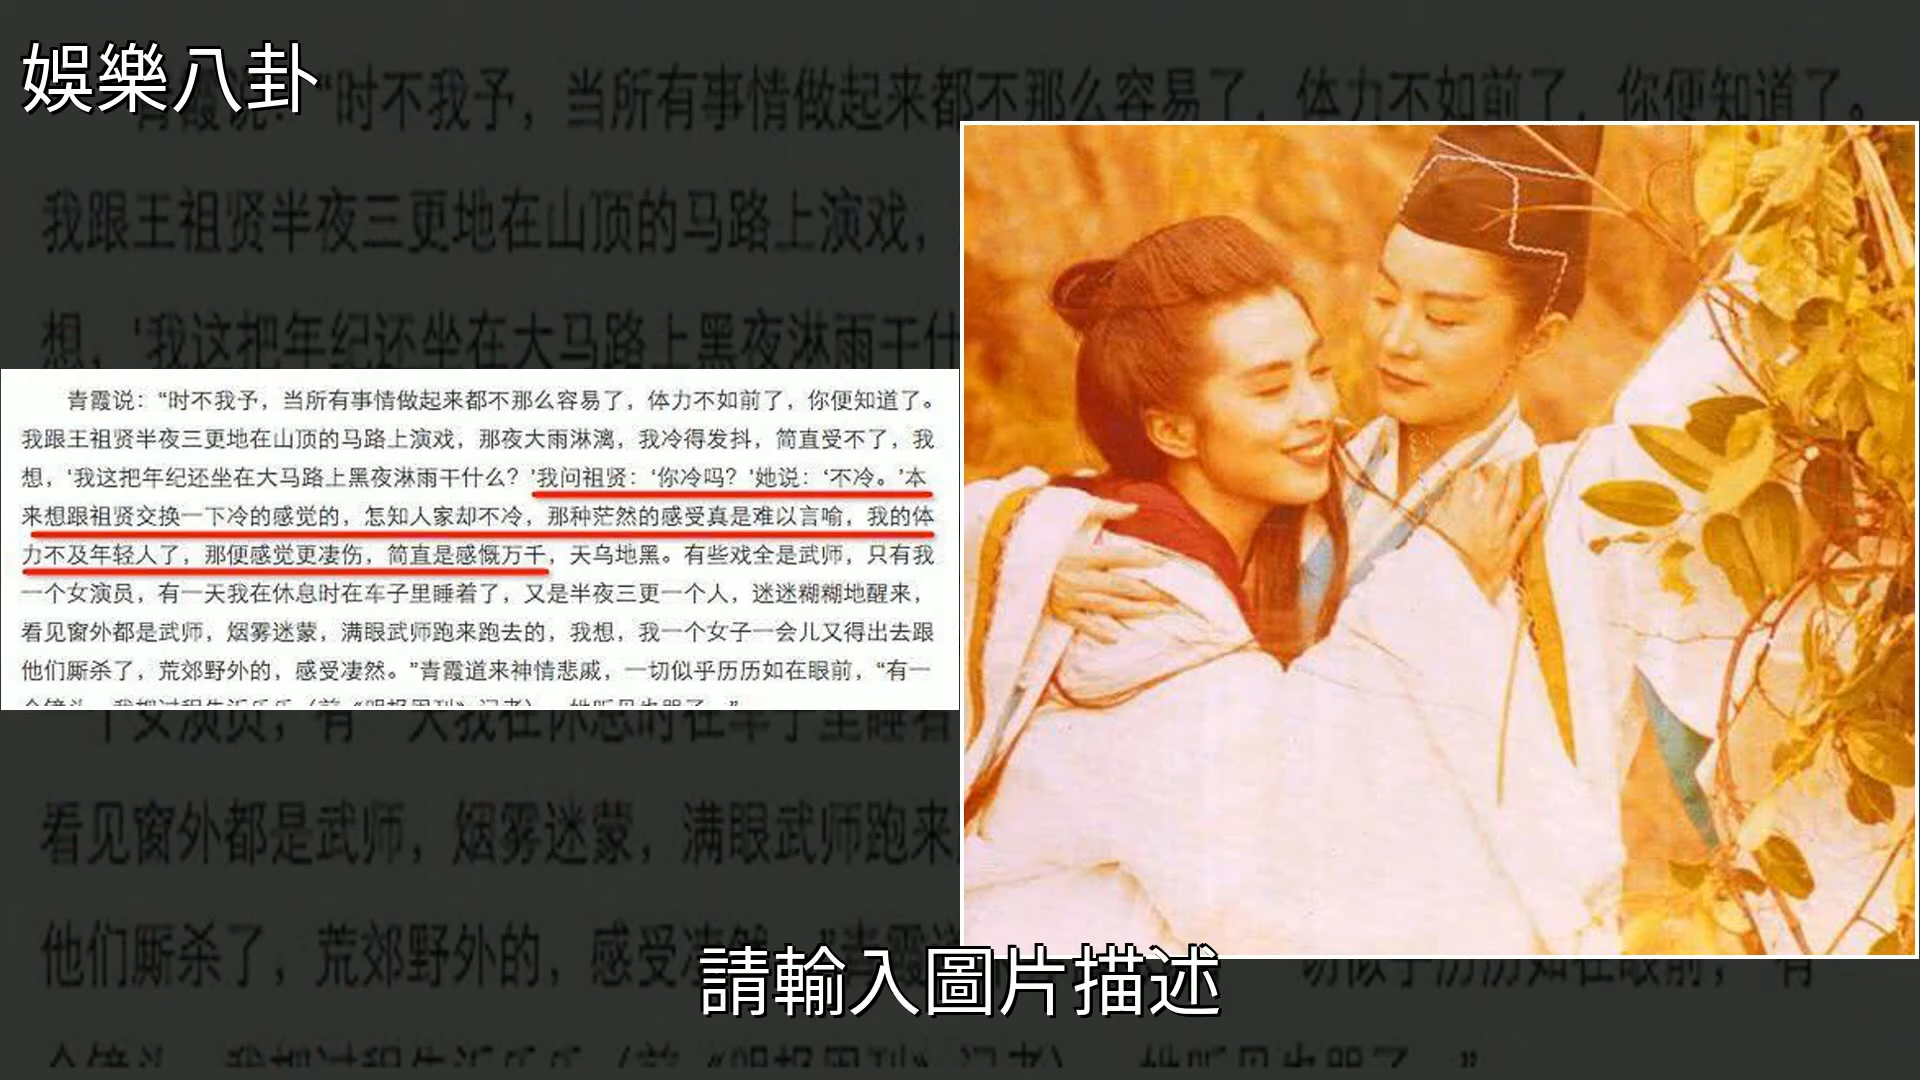 娛樂八卦
青霞说：“时不我予，当所有事情做起来都不那么容易了，体力不如前了，你便知道了。
我跟王祖贤半夜三更地在山顶的马路上演戏，那夜大雨淋漓，我冷得发抖，简直受不了，我
想，‘我这把年纪还坐在大马路上黑夜淋雨干什么？’我问祖贤：‘你冷吗？’她说：‘不冷。’本
来想跟祖贤交换一下冷的感觉的，怎知人家却不冷，那种茫然的感受真是难以言喻，我的体
力不及年轻人了，那便感觉更凄伤，简直是感慨万千，天乌地黑。有些戏全是武师，只有我
一个女演员，有一天我在休息时在车子里睡着了，又是半夜三更一个人，迷迷糊糊地醒来，
看见窗外都是武师，烟雾迷蒙，满眼武师跑来跑去的，我想，我一个女子一会儿又得出去跟
他们厮杀了，荒郊野外的，感受凄然。”青霞道来神情悲戚，一切似乎历历如在眼前，“有一
請輸入圖片描述